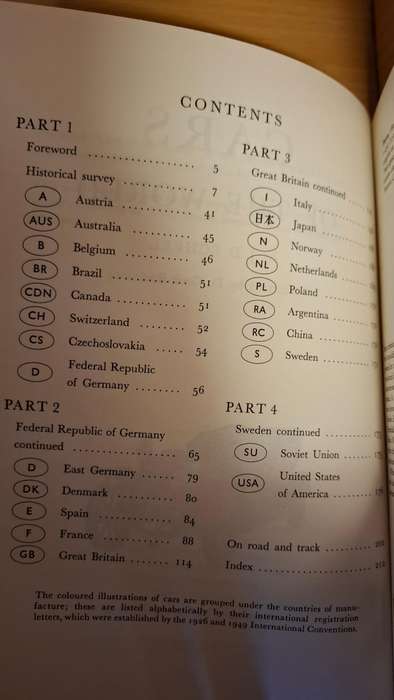 CONTENTS
PART 1
Foreword .................. 5
Historical survey ............. 7
A Austria ............... 41
AUS Australia ............ 45
B Belgium ............. 46
BR Brazil ............... 51
CDN Canada .............. 51
CH Switzerland .......... 52
CS Czechoslovakia ..... 54
D Federal Republic
of Germany ........ 56
PART 2
Federal Republic of Germany
continued .................. 65
D East Germany ...... 79
DK Denmark ............ 80
E Spain ............... 84
F France .............. 88
GB Great Britain ........ 114
PART 3
Great Britain continued
I Italy
日本 Japan
N Norway
NL Netherlands
PL Poland
RA Argentina
RC China
S Sweden
PART 4
Sweden continued
SU Soviet Union
USA United States
of America
On road and track
Index
The coloured illustrations of cars are grouped under the countries of manu-
facture; these are listed alphabetically by their international registration
letters, which were established by the 1926 and 1949 International Conventions.